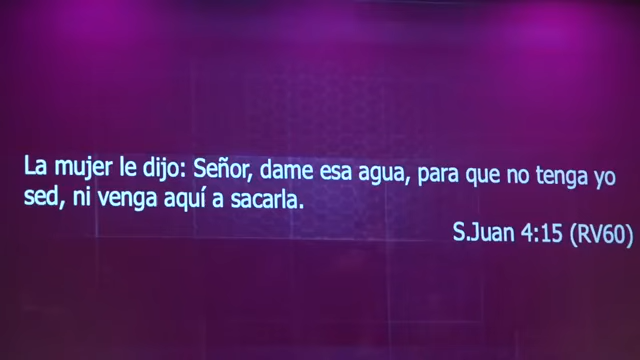 La mujer le dijo: Señor, dame esa agua, para que no tenga yo
sed, ni venga aquí a sacarla.
S.Juan 4:15 (RV60)